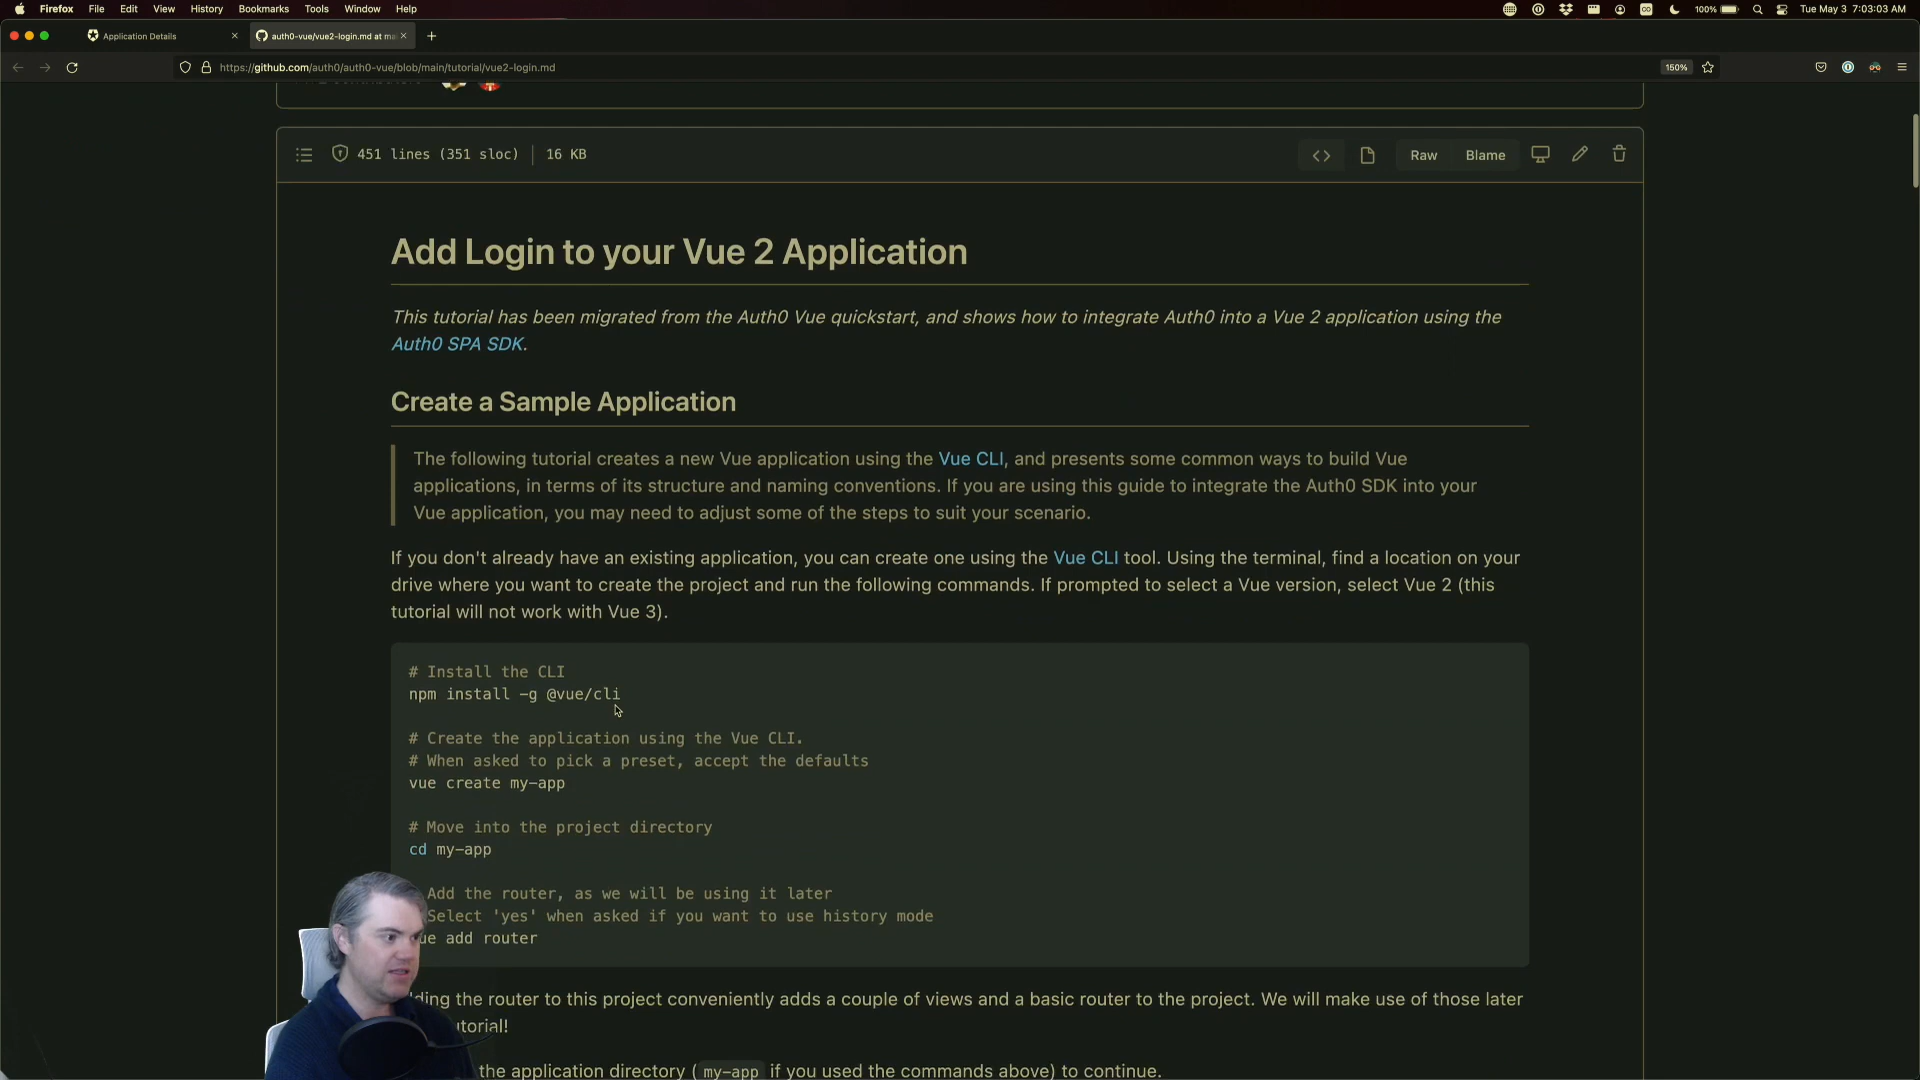 Firefox File Edit View History Bookmarks Tools Window Help
100% Tue May 3 7:03:03 AM
Application Details
auth0-vue/vue2-login.md at ma
https://github.com/auth0/auth0-vue/blob/main/tutorial/vue2-login.md
150%
451 lines (351 sloc) 16 KB
Raw Blame
Add Login to your Vue 2 Application
This tutorial has been migrated from the Auth0 Vue quickstart, and shows how to integrate Auth0 into a Vue 2 application using the
Auth0 SPA SDK.
Create a Sample Application
The following tutorial creates a new Vue application using the Vue CLI, and presents some common ways to build Vue
applications, in terms of its structure and naming conventions. If you are using this guide to integrate the Auth0 SDK into your
Vue application, you may need to adjust some of the steps to suit your scenario.
If you don't already have an existing application, you can create one using the Vue CLI tool. Using the terminal, find a location on your
drive where you want to create the project and run the following commands. If prompted to select a Vue version, select Vue 2 (this
tutorial will not work with Vue 3).
# Install the CLI
npm install -g @vue/cli
# Create the application using the Vue CLI.
# When asked to pick a preset, accept the defaults
vue create my-app
# Move into the project directory
cd my-app
Add the router, as we will be using it later
Select 'yes' when asked if you want to use history mode
ue add router
ding the router to this project conveniently adds a couple of views and a basic router to the project. We will make use of those later
utorial!
the application directory ( my-app if you used the commands above) to continue.